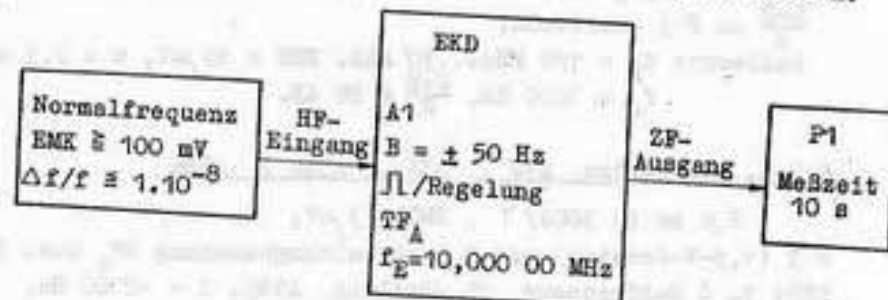 Normalfrequenz
EMK ≧ 100 mV
Δf/f ≦ 1.10⁻⁸
HF-
Eingang
EKD
A1
B = ± 50 Hz
⎍/Regelung
TF_A
f_E=10,000 00 MHz
ZF-
Ausgang
P1
Meßzeit
10 s